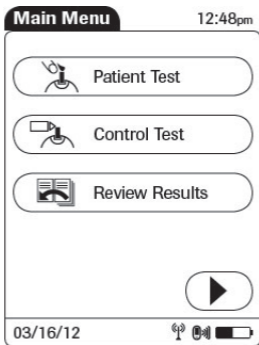 Main Menu 12:48pm
Patient Test
Control Test
Review Results
03/16/12